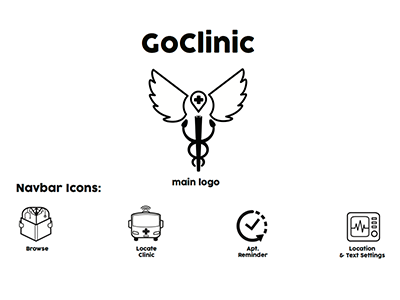 GoClinic
main logo
Navbar Icons:
Browse
Locate
Clinic
Apt.
Reminder
Location
& Text Settings